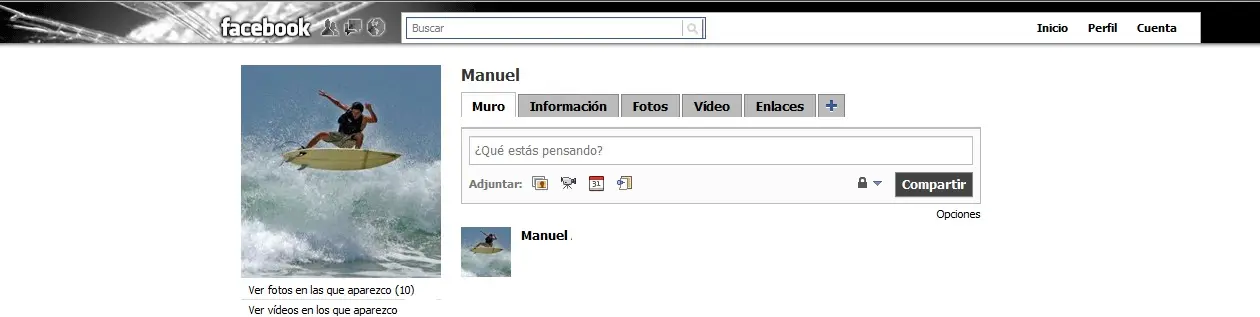 facebook
Buscar
Inicio Perfil Cuenta
Manuel
Muro Información Fotos Vídeo Enlaces +
¿Qué estás pensando?
Adjuntar: 31 Compartir
Opciones
Manuel
Ver fotos en las que aparezco (10)
Ver vídeos en los que aparezco